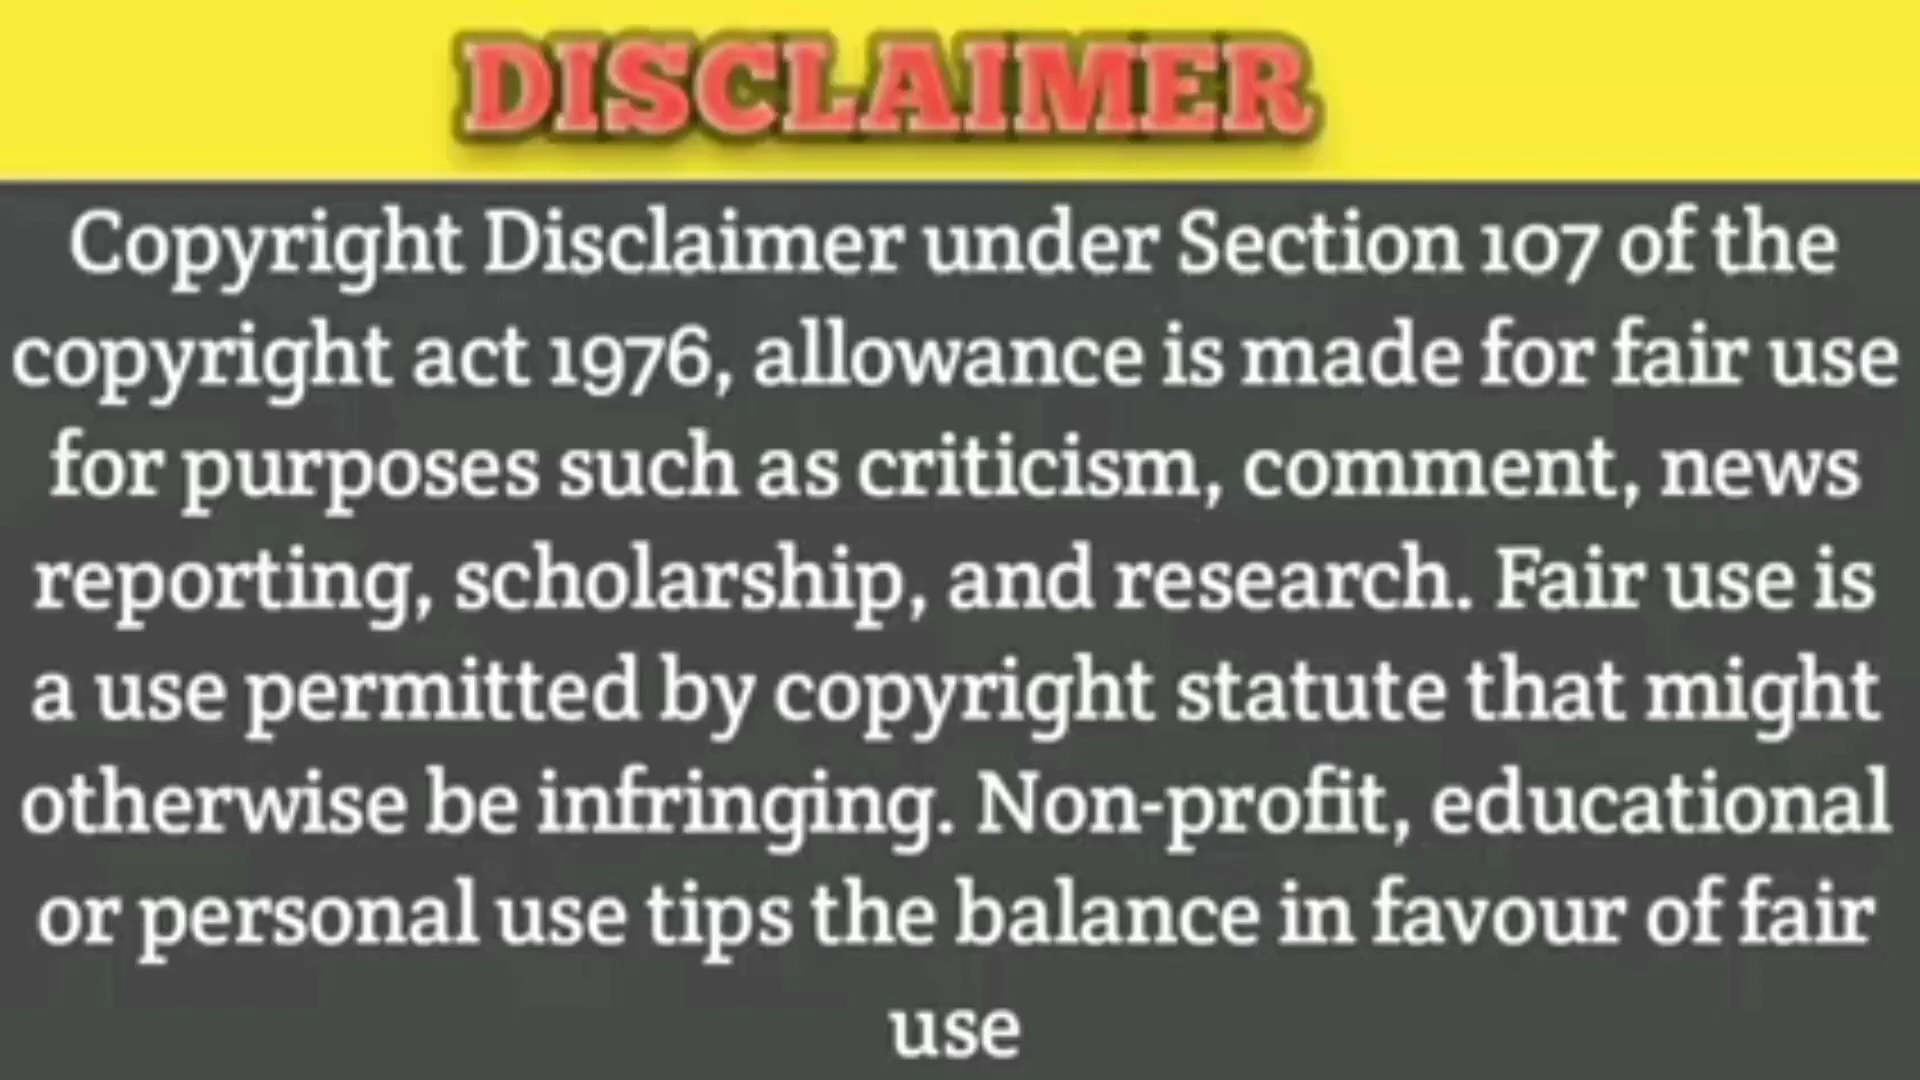 DISCLAIMER
Copyright Disclaimer under Section 107 of the
copyright act 1976, allowance is made for fair use
for purposes such as criticism, comment, news
reporting, scholarship, and research. Fair use is
a use permitted by copyright statute that might
otherwise be infringing. Non-profit, educational
or personal use tips the balance in favour of fair
use